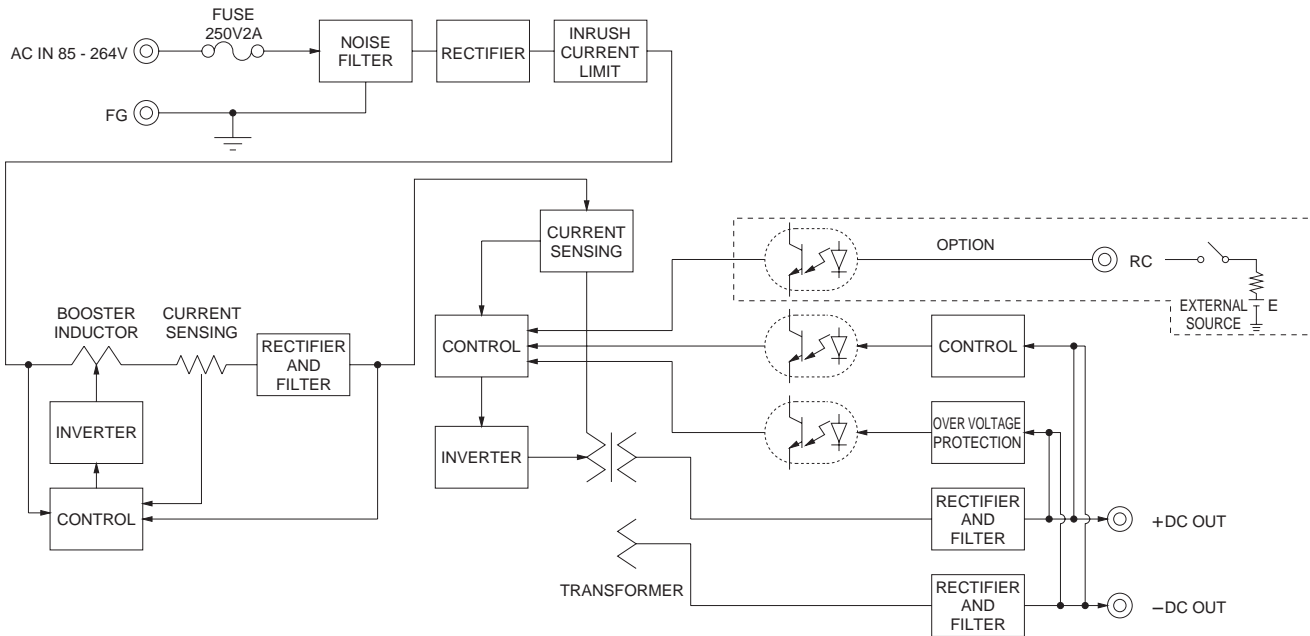 FUSE
250V2A
AC IN 85 - 264V
NOISE
FILTER
RECTIFIER
INRUSH
CURRENT
LIMIT
FG
CURRENT
SENSING
OPTION
RC
E
EXTERNAL
SOURCE
BOOSTER
INDUCTOR
CURRENT
SENSING
RECTIFIER
AND
FILTER
CONTROL
CONTROL
INVERTER
INVERTER
OVER VOLTAGE
PROTECTION
CONTROL
RECTIFIER
AND
FILTER
+DC OUT
TRANSFORMER
RECTIFIER
AND
FILTER
−DC OUT